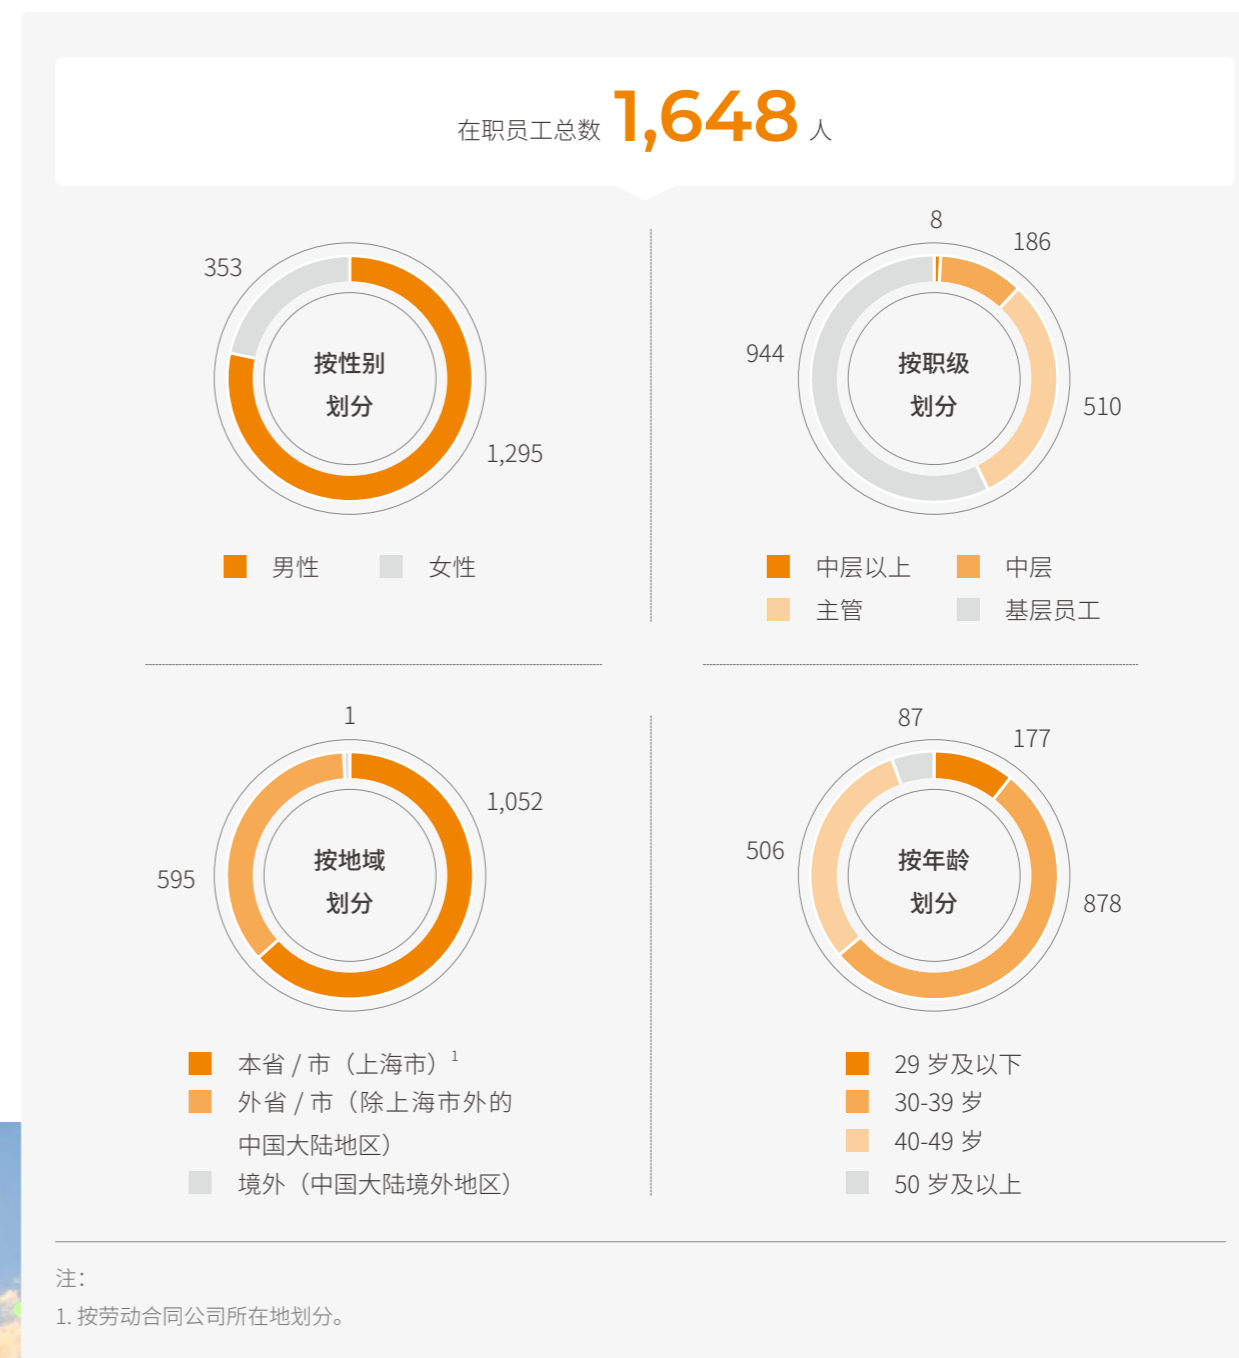 在职员工总数 1,648 人
353
按性别
划分
1,295
男性 女性
8
186
944
按职级
划分
510
中层以上 中层
主管 基层员工
1
1,052
595
按地域
划分
本省 / 市（上海市）1
外省 / 市（除上海市外的
中国大陆地区）
境外（中国大陆境外地区）
87
177
506
按年龄
划分
878
29 岁及以下
30-39 岁
40-49 岁
50 岁及以上
注：
1. 按劳动合同公司所在地划分。